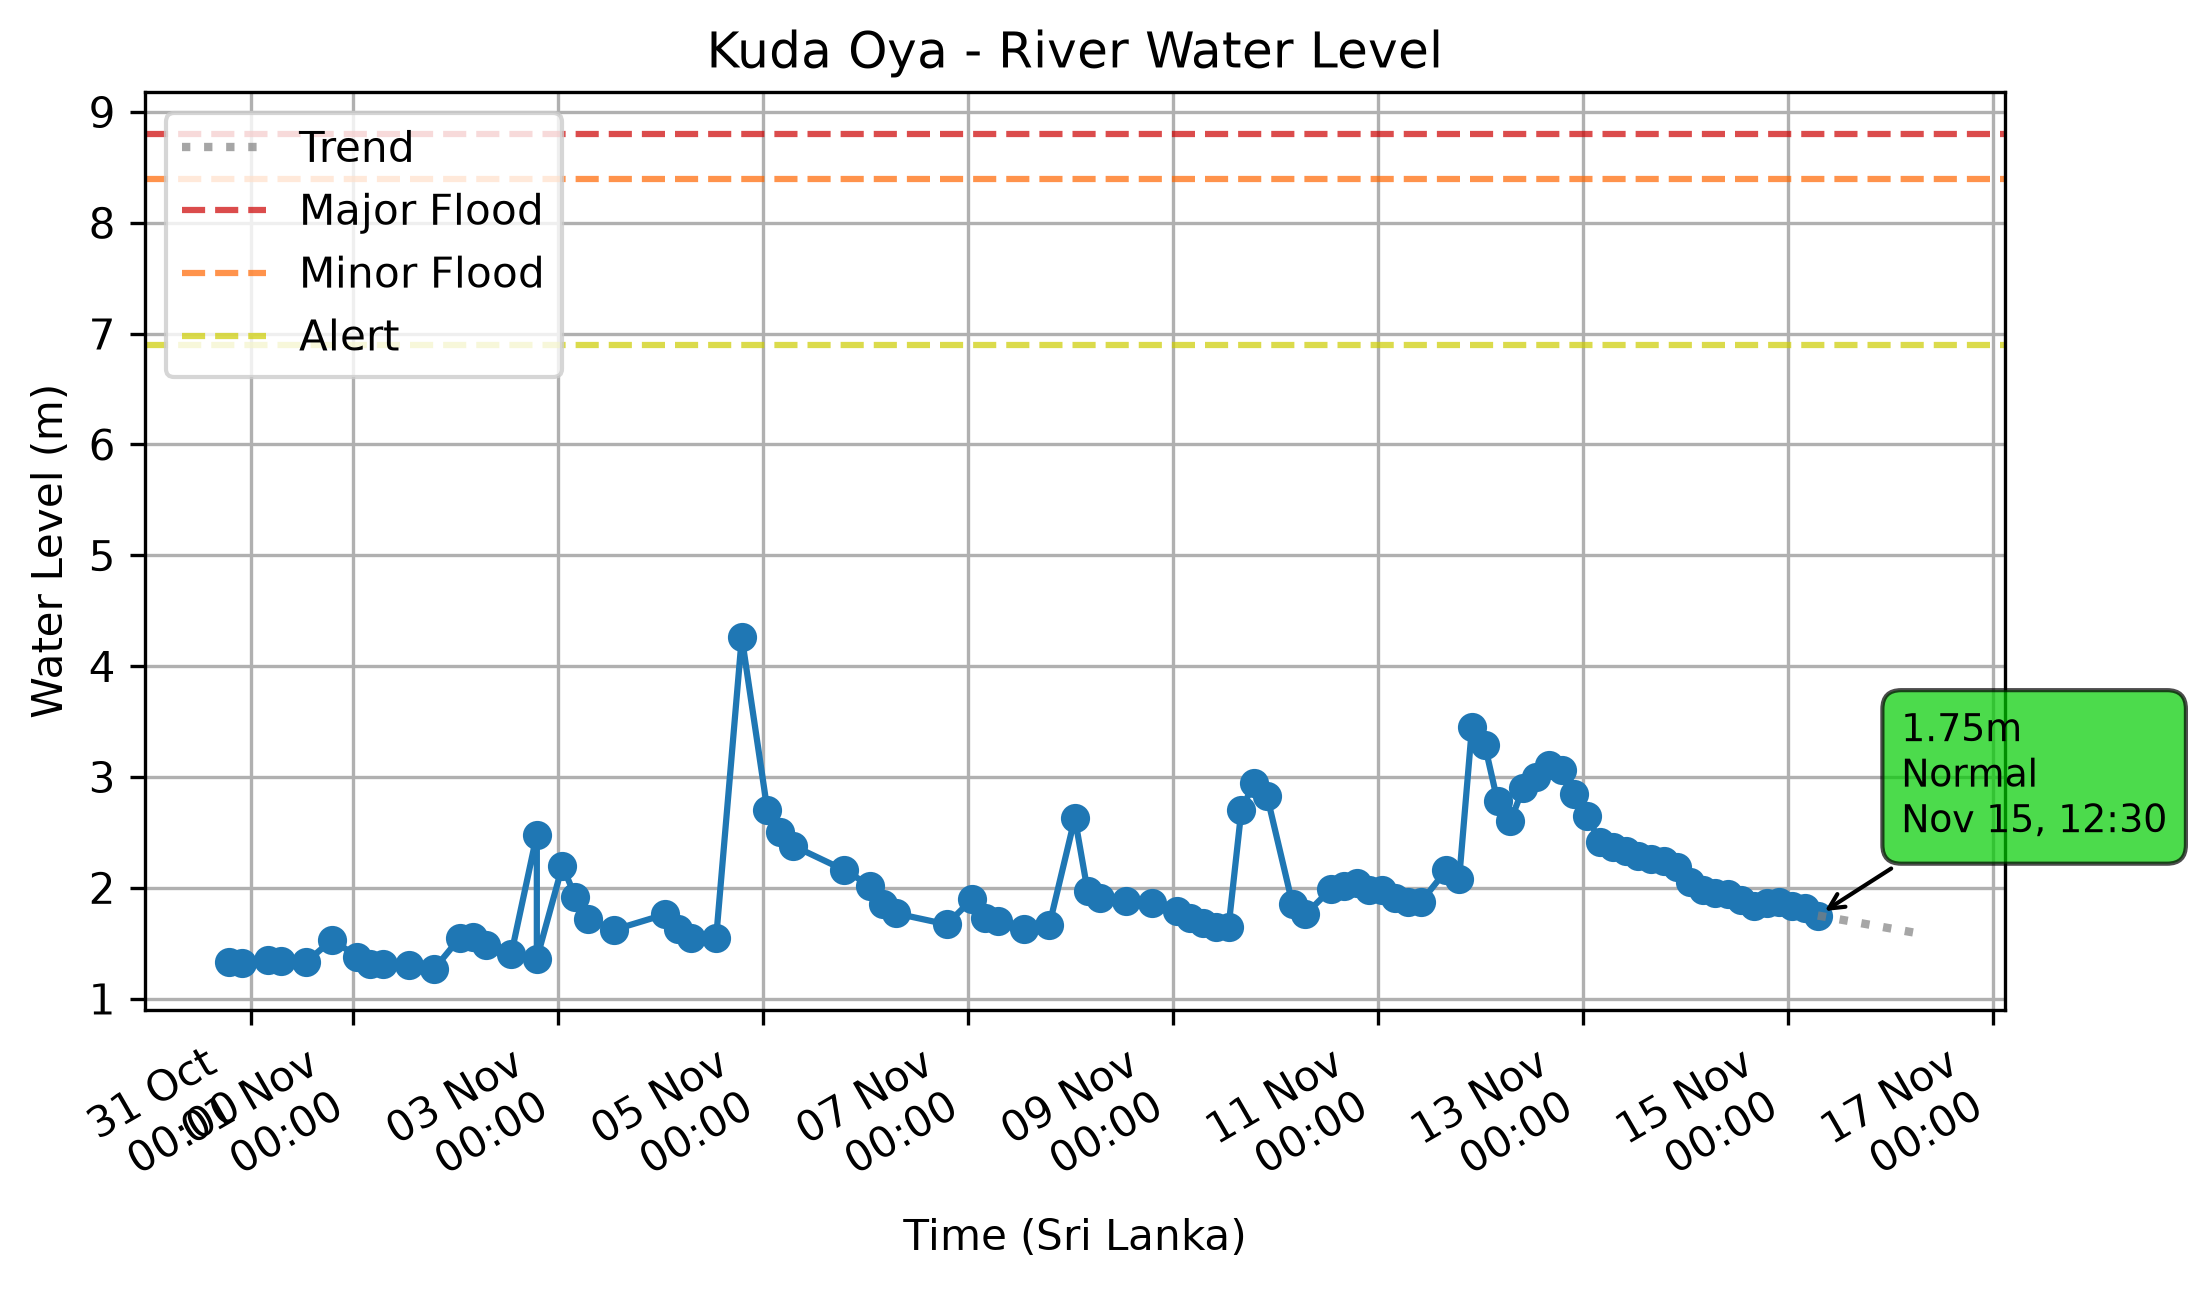 Kuda Oya - River Water Level
9
8
7
6
5
4
3
2
1
Water Level (m)
Trend
Major Flood
Minor Flood
Alert
1.75m
Normal
Nov 15, 12:30
31 Oct
00:00
01 Nov
00:00
03 Nov
00:00
05 Nov
00:00
07 Nov
00:00
09 Nov
00:00
11 Nov
00:00
13 Nov
00:00
15 Nov
00:00
17 Nov
00:00
Time (Sri Lanka)